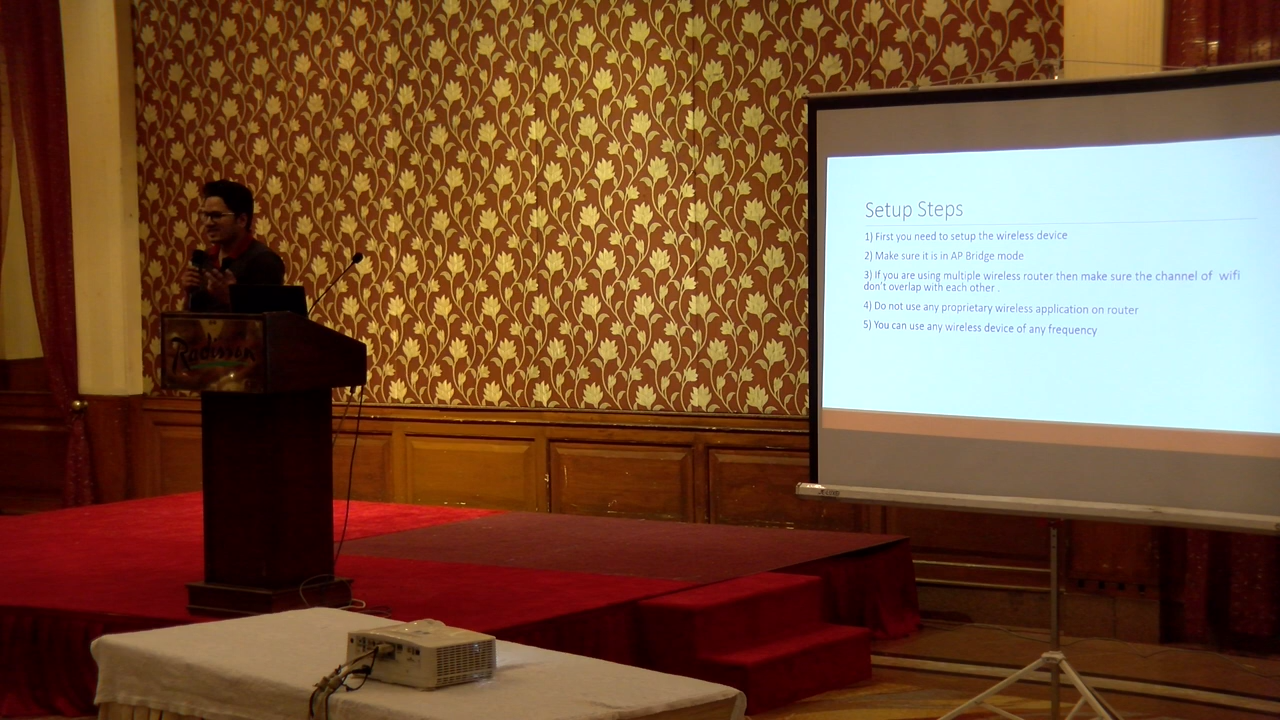 Radisson
Setup Steps
1) First you need to setup the wireless device
2) Make sure it is in AP Bridge mode
3) If you are using multiple wireless router then make sure the channel of wifi
don't overlap with each other .
4) Do not use any proprietary wireless application on router
5) You can use any wireless device of any frequency